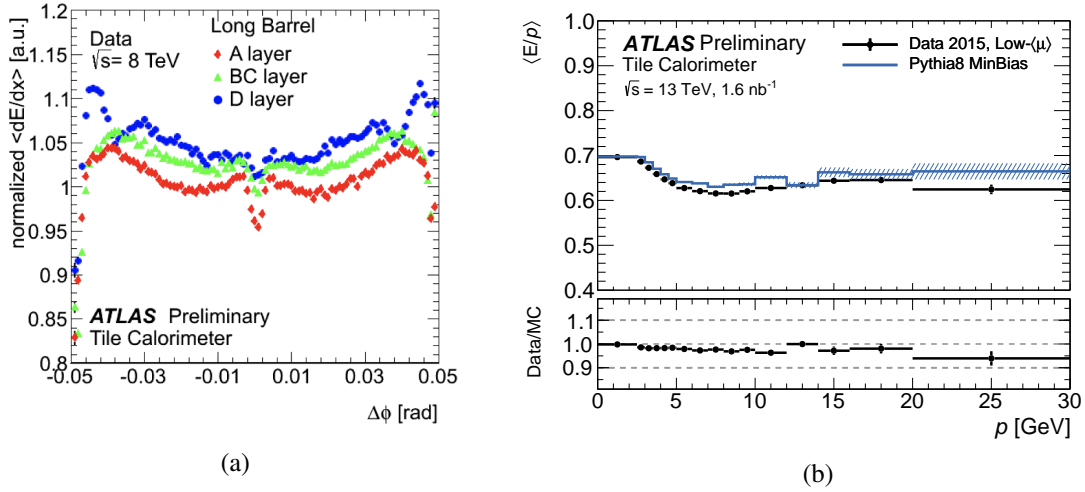 normalized <dE/dx> [a.u.]
1.2
1.15
1.1
1.05
1
0.95
0.9
0.85
0.8
Data
√s= 8 TeV
Long Barrel
A layer
BC layer
D layer
ATLAS Preliminary
Tile Calorimeter
-0.05 -0.03 -0.01 0.01 0.03 0.05
Δϕ [rad]
(a)
⟨E/p⟩
1.0
0.9
0.8
0.7
0.6
0.5
0.4
ATLAS Preliminary
Tile Calorimeter
√s = 13 TeV, 1.6 nb⁻¹
Data 2015, Low-⟨μ⟩
Pythia8 MinBias
Data/MC
1.1
1.0
0.9
0 5 10 15 20 25 30
p [GeV]
(b)